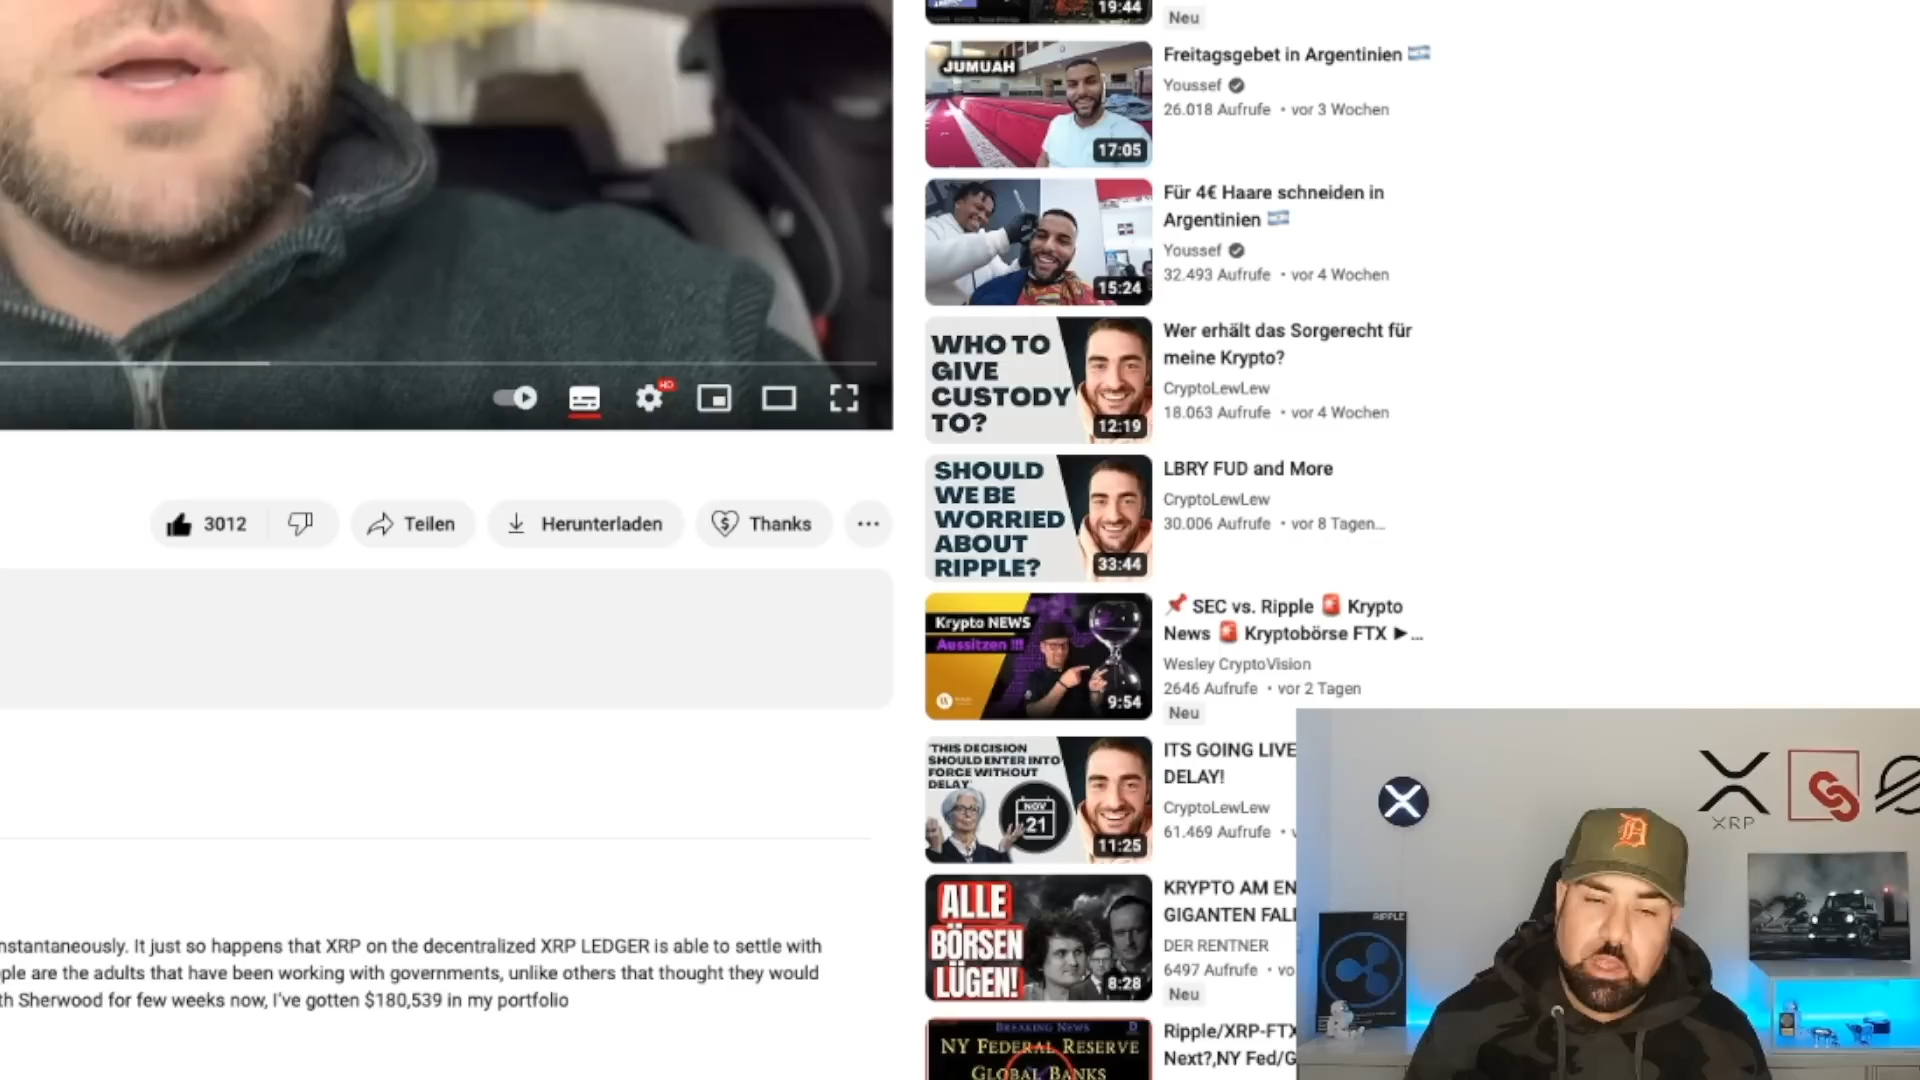 19:44
Neu
JUMUAH
17:05
Freitagsgebet in Argentinien
Youssef
26.018 Aufrufe • vor 3 Wochen
15:24
Für 4€ Haare schneiden in
Argentinien
Youssef
32.493 Aufrufe • vor 4 Wochen
WHO TO
GIVE
CUSTODY
TO?
12:19
Wer erhält das Sorgerecht für
meine Krypto?
CryptoLewLew
18.063 Aufrufe • vor 4 Wochen
HD
SHOULD
WE BE
WORRIED
ABOUT
RIPPLE?
33:44
LBRY FUD and More
CryptoLewLew
30.006 Aufrufe • vor 8 Tagen...
3012
Teilen
Herunterladen
Thanks
Krypto NEWS
Aussitzen !!!
9:54
SEC vs. Ripple Krypto
News Kryptobörse FTX ►...
Wesley CryptoVision
2646 Aufrufe • vor 2 Tagen
Neu
"THIS DECISION
SHOULD ENTER INTO
FORCE WITHOUT
DELAY"
NOV
21
11:25
ITS GOING LIVE
DELAY!
CryptoLewLew
61.469 Aufrufe •
XRP
D
RIPPLE
ALLE
BÖRSEN
LÜGEN!
8:28
KRYPTO AM EN
GIGANTEN FALL
DER RENTNER
6497 Aufrufe • vo
Neu
nstantaneously. It just so happens that XRP on the decentralized XRP LEDGER is able to settle with
ple are the adults that have been working with governments, unlike others that thought they would
th Sherwood for few weeks now, I've gotten $180,539 in my portfolio
BREAKING NEWS
D
NY FEDERAL RESERVE
GLOBAL BANKS
Ripple/XRP-FTX
Next?,NY Fed/G